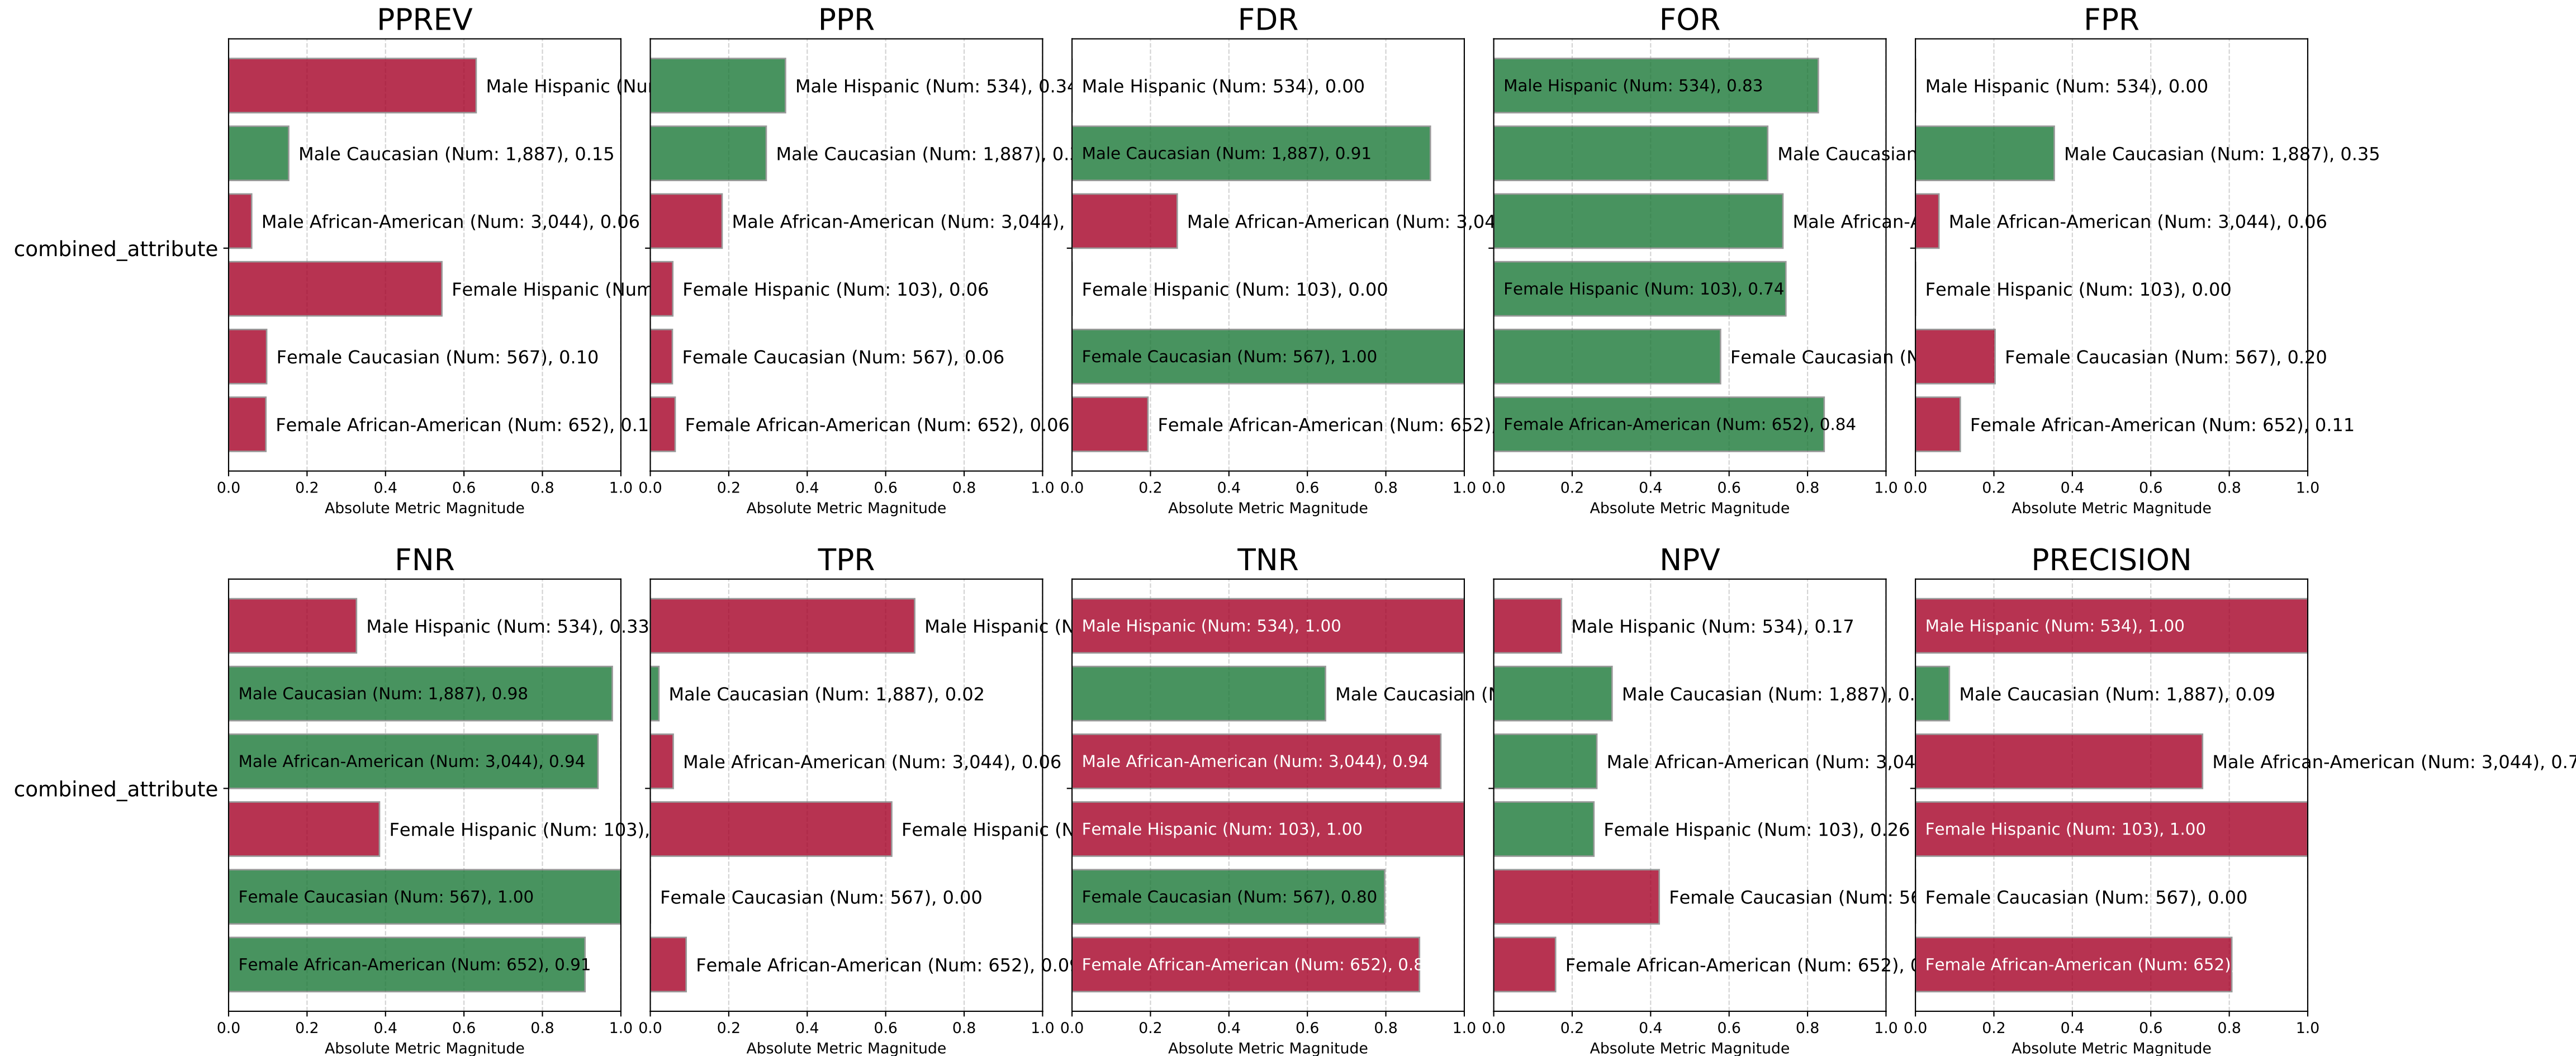 PPREV PPR FDR FOR FPR
Male Hispanic (Nu Male Hispanic (Num: 534), 0.34 Male Hispanic (Num: 534), 0.00 Male Hispanic (Num: 534), 0.83 Male Hispanic (Num: 534), 0.00
Male Caucasian (Num: 1,887), 0.15 Male Caucasian (Num: 1,887), 0. Male Caucasian (Num: 1,887), 0.91 Male Caucasian Male Caucasian (Num: 1,887), 0.35
Male African-American (Num: 3,044), 0.06 Male African-American (Num: 3,044), Male African-American (Num: 3,04 Male African- Male African-American (Num: 3,044), 0.06
combined_attribute
Female Hispanic (Num Female Hispanic (Num: 103), 0.06 Female Hispanic (Num: 103), 0.00 Female Hispanic (Num: 103), 0.74 Female Hispanic (Num: 103), 0.00
Female Caucasian (Num: 567), 0.10 Female Caucasian (Num: 567), 0.06 Female Caucasian (Num: 567), 1.00 Female Caucasian (N Female Caucasian (Num: 567), 0.20
Female African-American (Num: 652), 0.1 Female African-American (Num: 652), 0.06 Female African-American (Num: 652), Female African-American (Num: 652), 0.84 Female African-American (Num: 652), 0.11
0.0 0.2 0.4 0.6 0.8 1.0 0.0 0.2 0.4 0.6 0.8 1.0 0.0 0.2 0.4 0.6 0.8 1.0 0.0 0.2 0.4 0.6 0.8 1.0 0.0 0.2 0.4 0.6 0.8 1.0
Absolute Metric Magnitude Absolute Metric Magnitude Absolute Metric Magnitude Absolute Metric Magnitude Absolute Metric Magnitude
FNR TPR TNR NPV PRECISION
Male Hispanic (Num: 534), 0.33 Male Hispanic (N Male Hispanic (Num: 534), 1.00 Male Hispanic (Num: 534), 0.17 Male Hispanic (Num: 534), 1.00
Male Caucasian (Num: 1,887), 0.98 Male Caucasian (Num: 1,887), 0.02 Male Caucasian (N Male Caucasian (Num: 1,887), 0. Male Caucasian (Num: 1,887), 0.09
Male African-American (Num: 3,044), 0.94 Male African-American (Num: 3,044), 0.06 Male African-American (Num: 3,044), 0.94 Male African-American (Num: 3,04 Male African-American (Num: 3,044), 0.7
combined_attribute
Female Hispanic (Num: 103), Female Hispanic (N Female Hispanic (Num: 103), 1.00 Female Hispanic (Num: 103), 0.26 Female Hispanic (Num: 103), 1.00
Female Caucasian (Num: 567), 1.00 Female Caucasian (Num: 567), 0.00 Female Caucasian (Num: 567), 0.80 Female Caucasian (Num: 56 Female Caucasian (Num: 567), 0.00
Female African-American (Num: 652), 0.91 Female African-American (Num: 652), 0.09 Female African-American (Num: 652), 0.8 Female African-American (Num: 652), Female African-American (Num: 652)
0.0 0.2 0.4 0.6 0.8 1.0 0.0 0.2 0.4 0.6 0.8 1.0 0.0 0.2 0.4 0.6 0.8 1.0 0.0 0.2 0.4 0.6 0.8 1.0 0.0 0.2 0.4 0.6 0.8 1.0
Absolute Metric Magnitude Absolute Metric Magnitude Absolute Metric Magnitude Absolute Metric Magnitude Absolute Metric Magnitude